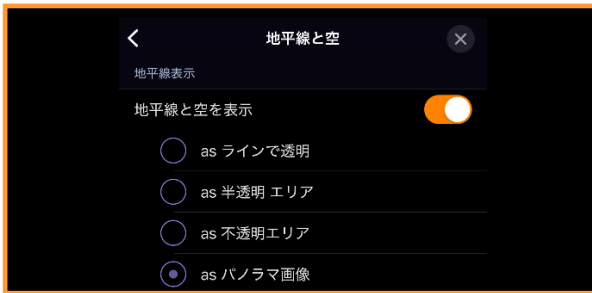 地平線と空
地平線表示
地平線と空を表示
as ラインで透明
as 半透明 エリア
as 不透明エリア
as パノラマ画像